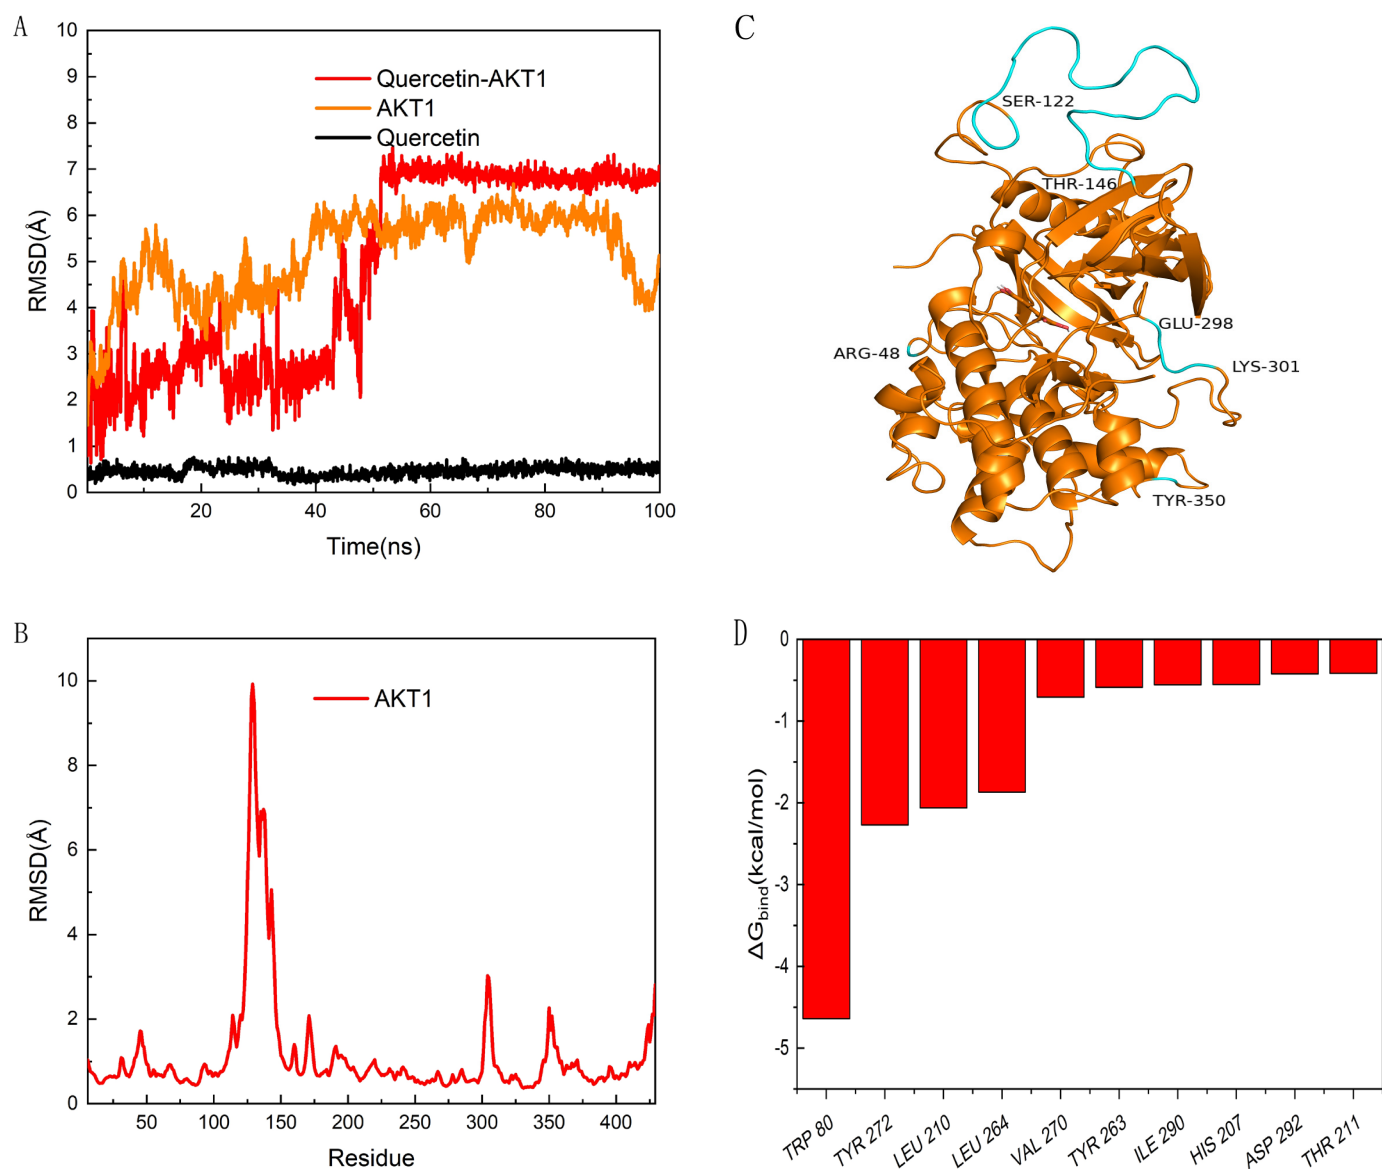 A
10
9
8
7
6
5
4
3
2
1
0
RMSD(Å)
Quercetin-AKT1
AKT1
Quercetin
20
40
60
80
100
Time(ns)
C
SER-122
THR-146
GLU-298
ARG-48
LYS-301
TYR-350
B
10
8
6
4
2
0
RMSD(Å)
AKT1
50
100
150
200
250
300
350
400
Residue
D
0
-1
-2
-3
-4
-5
ΔGbind(kcal/mol)
TRP 80
TYR 272
LEU 210
LEU 264
VAL 270
TYR 263
ILE 290
HIS 207
ASP 292
THR 211